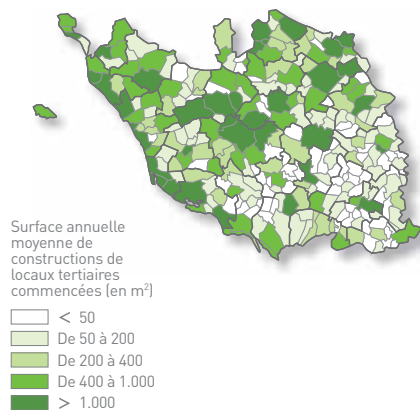 Surface annuelle
moyenne de
constructions de
locaux tertiaires
commencées (en m²)
< 50
De 50 à 200
De 200 à 400
De 400 à 1.000
> 1.000